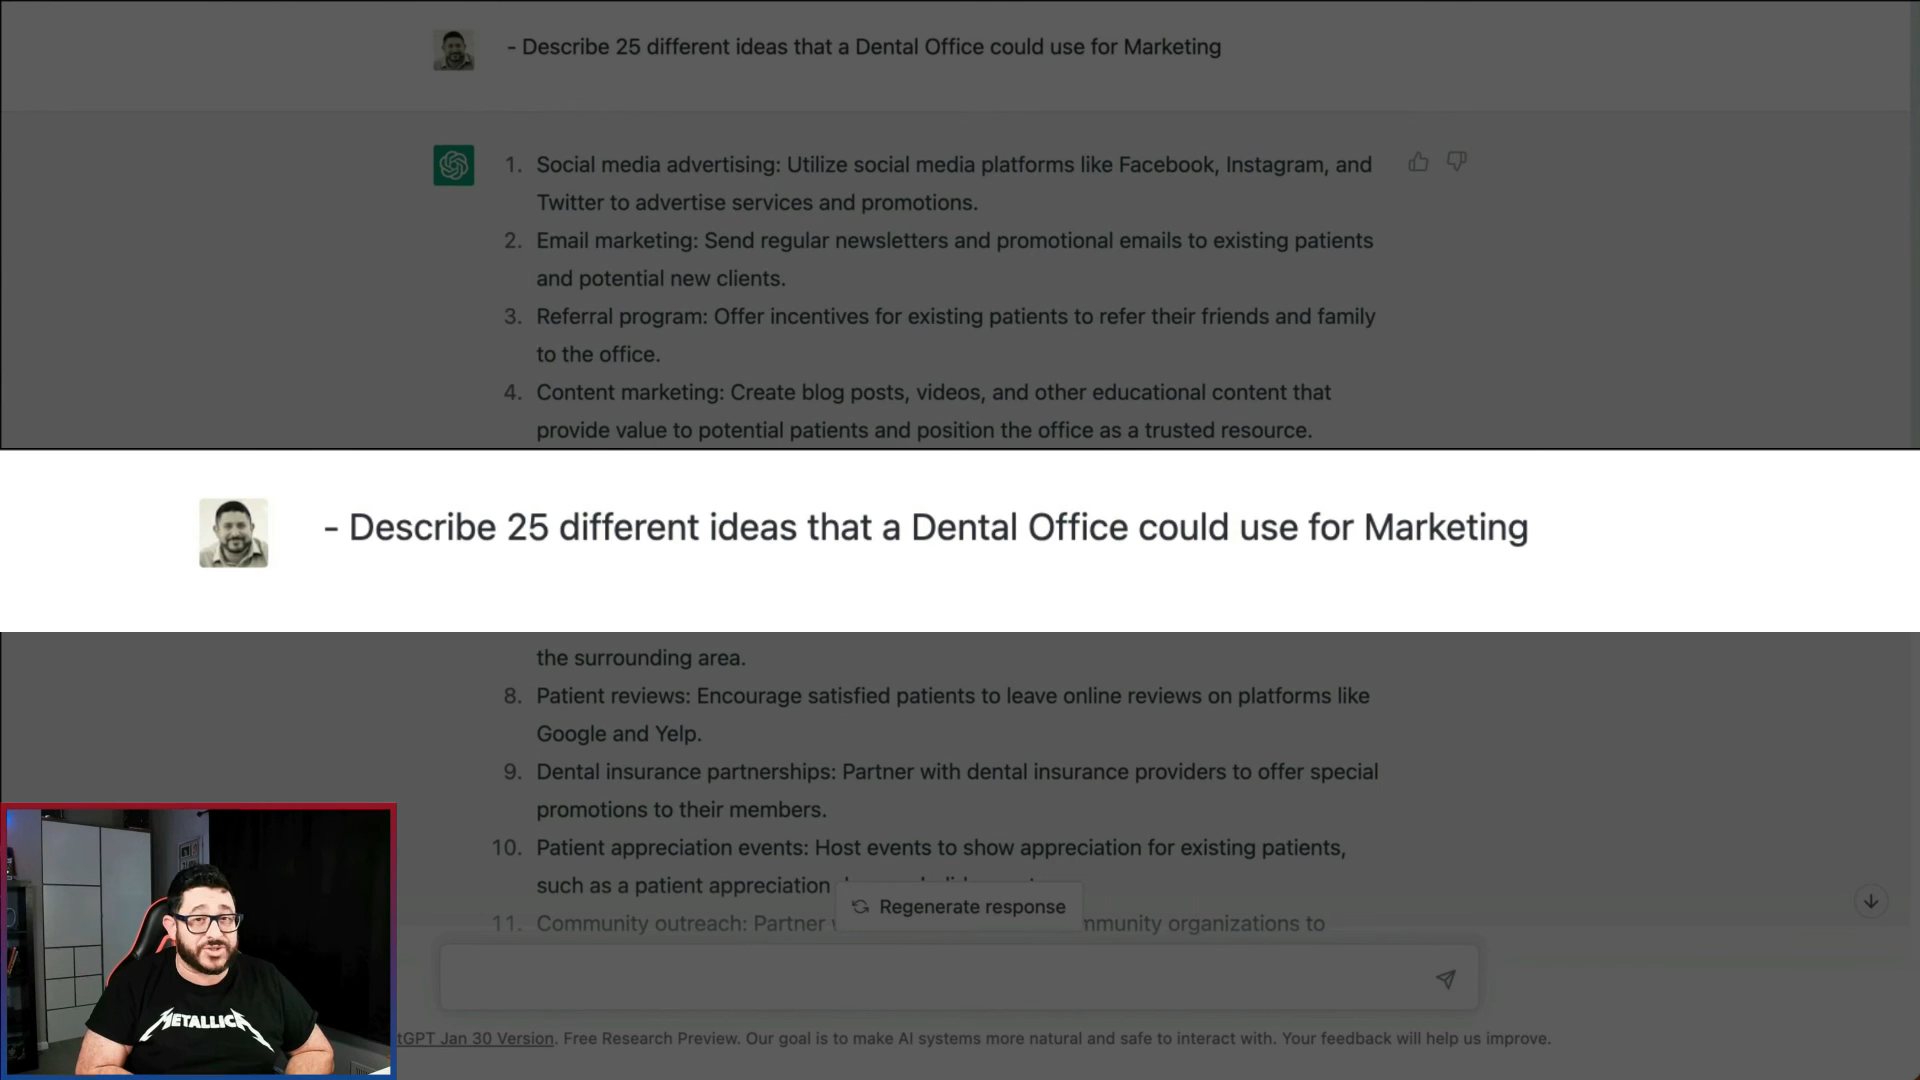 - Describe 25 different ideas that a Dental Office could use for Marketing
1. Social media advertising: Utilize social media platforms like Facebook, Instagram, and
Twitter to advertise services and promotions.
2. Email marketing: Send regular newsletters and promotional emails to existing patients
and potential new clients.
3. Referral program: Offer incentives for existing patients to refer their friends and family
to the office.
4. Content marketing: Create blog posts, videos, and other educational content that
provide value to potential patients and position the office as a trusted resource.
- Describe 25 different ideas that a Dental Office could use for Marketing
the surrounding area.
8. Patient reviews: Encourage satisfied patients to leave online reviews on platforms like
Google and Yelp.
9. Dental insurance partnerships: Partner with dental insurance providers to offer special
promotions to their members.
10. Patient appreciation events: Host events to show appreciation for existing patients,
such as a patient appreciation
Regenerate response
11. Community outreach: Partner mmunity organizations to
METALLICA
tGPT Jan 30 Version. Free Research Preview. Our goal is to make AI systems more natural and safe to interact with. Your feedback will help us improve.